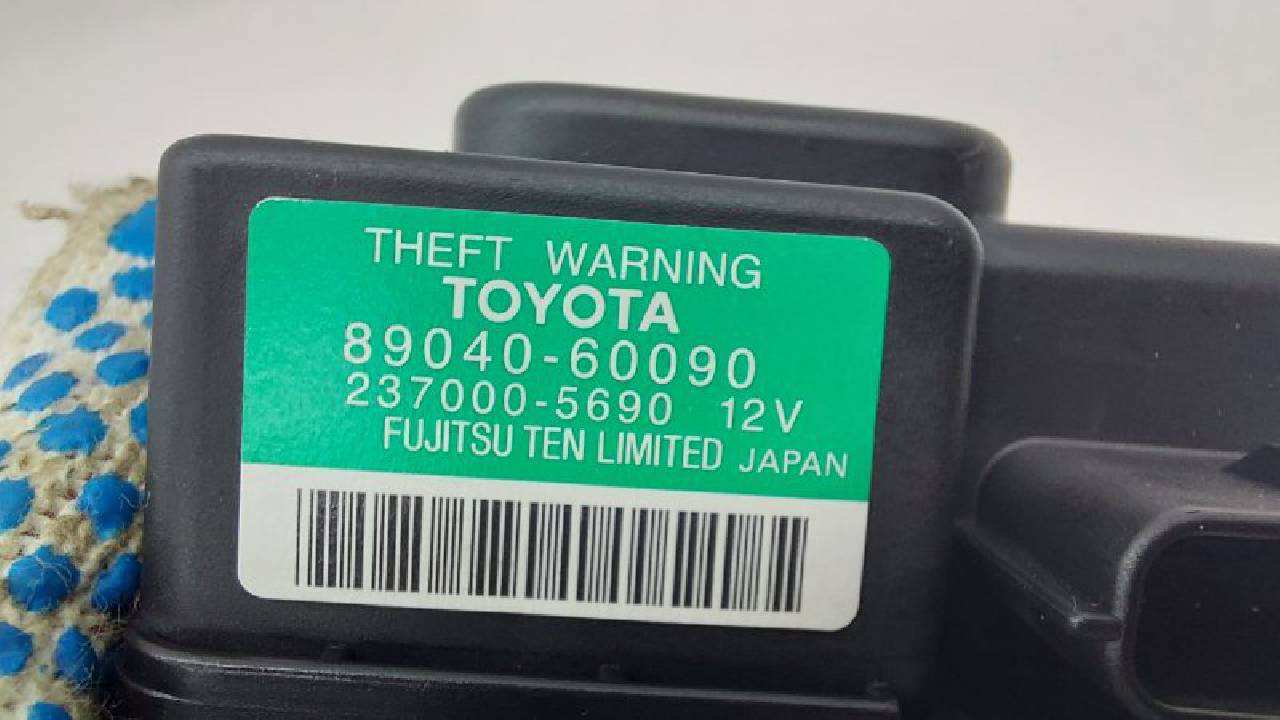 THEFT WARNING
TOYOTA
89040-60090
237000-5690 12V
FUJITSU TEN LIMITED JAPAN